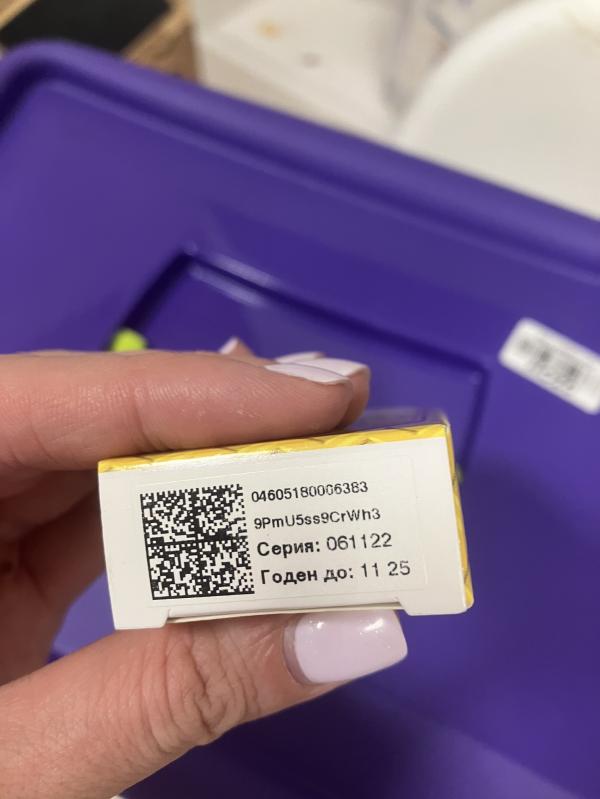 04605180006383
9PmU5ss9CrWh3
Серия: 061122
Годен до: 11 25